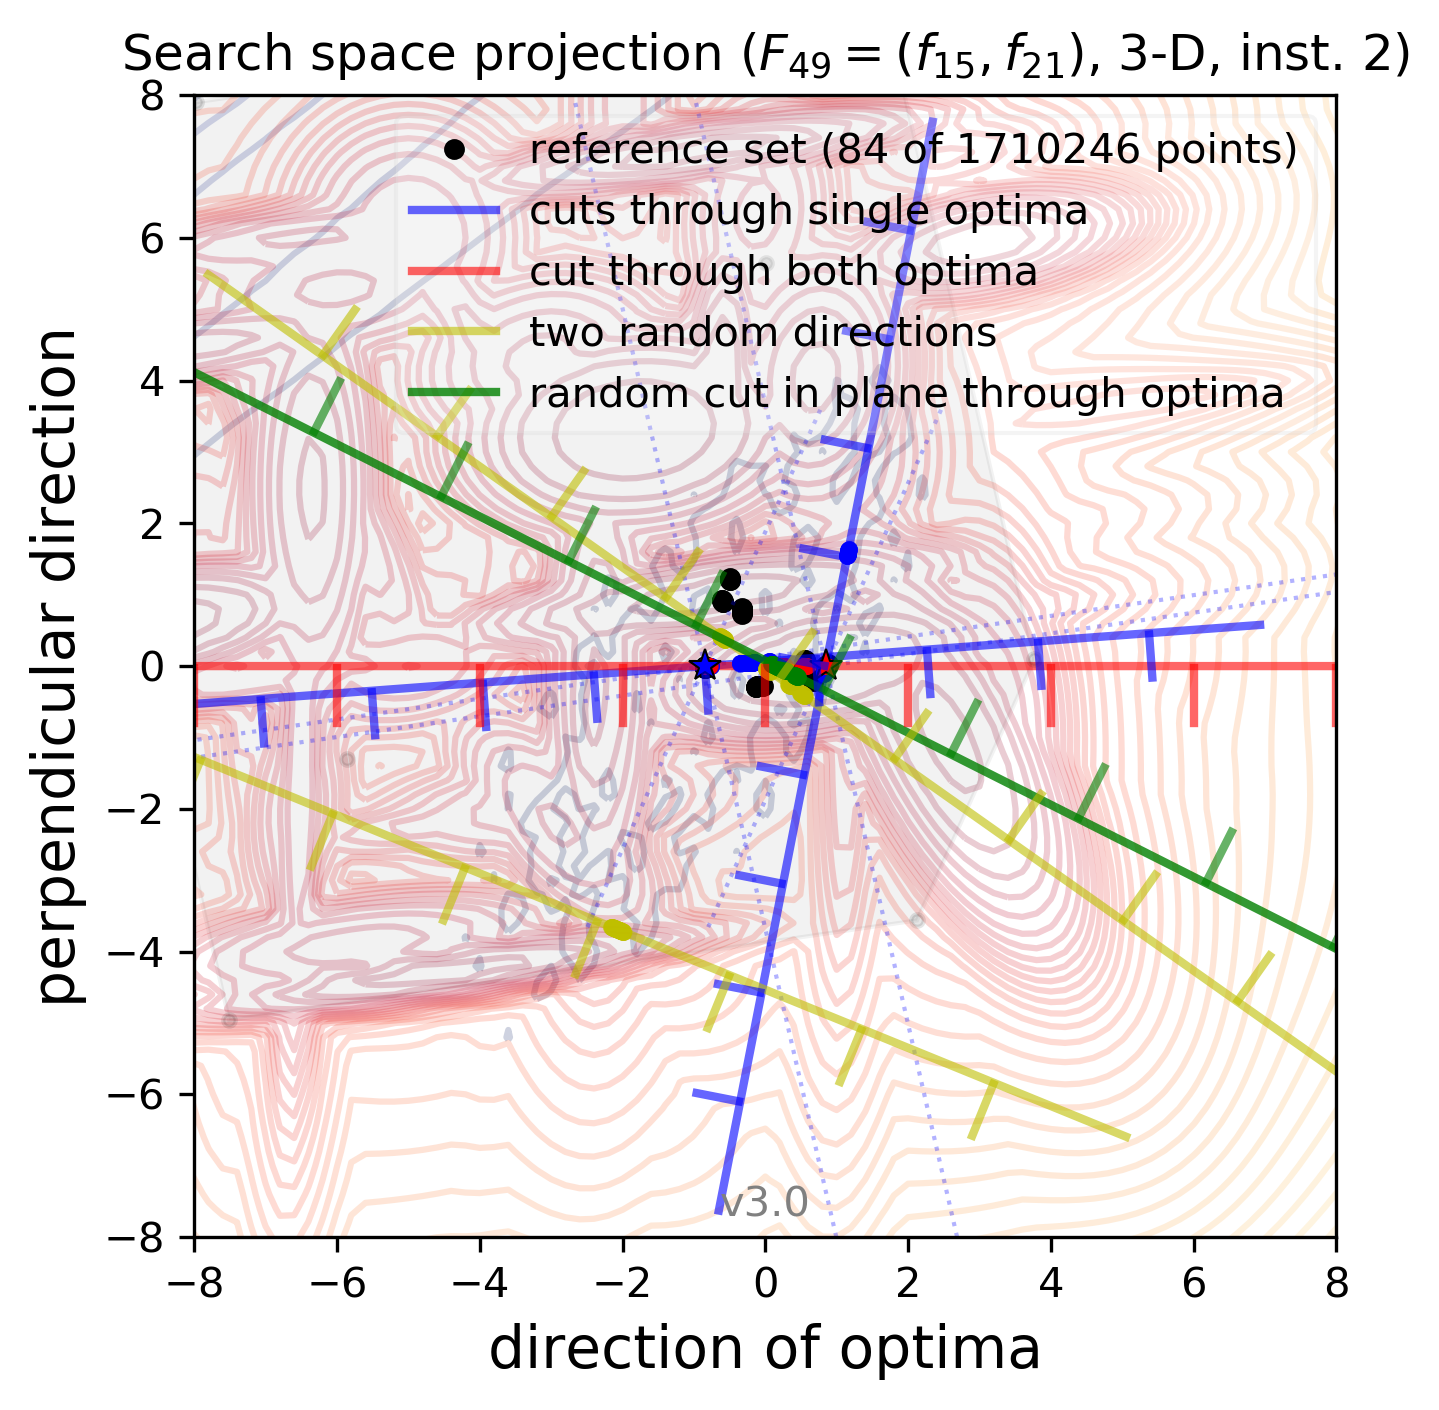 Search space projection (F49 = (f15, f21), 3-D, inst. 2)
reference set (84 of 1710246 points)
cuts through single optima
cut through both optima
two random directions
random cut in plane through optima
8
6
4
2
0
−2
−4
−6
−8
perpendicular direction
v3.0
−8 −6 −4 −2 0 2 4 6 8
direction of optima